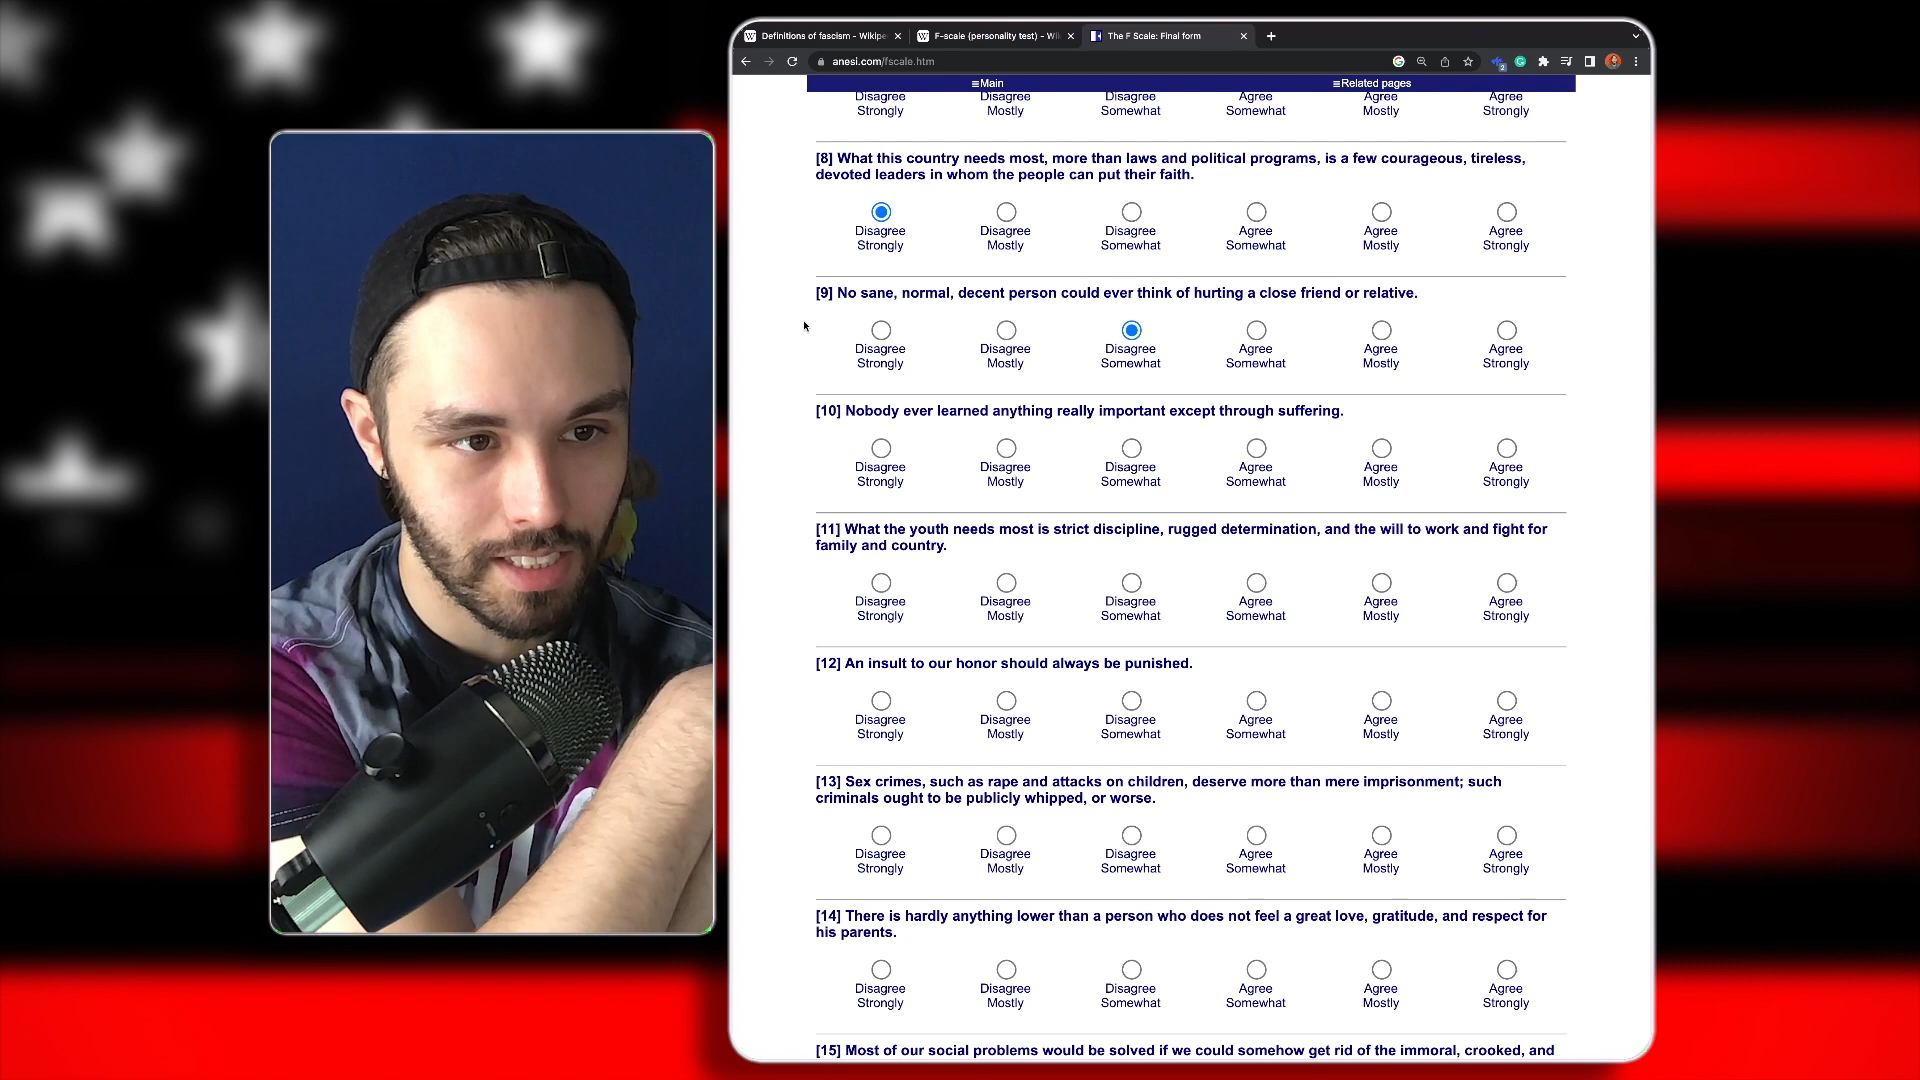 Definitions of fascism - Wikipe
F-scale (personality test) - Wi
The F Scale: Final form
anesi.com/fscale.htm
≡Main
≡Related pages
Disagree Strongly
Disagree Mostly
Disagree Somewhat
Agree Somewhat
Agree Mostly
Agree Strongly
[8] What this country needs most, more than laws and political programs, is a few courageous, tireless,
devoted leaders in whom the people can put their faith.
Disagree Strongly
Disagree Mostly
Disagree Somewhat
Agree Somewhat
Agree Mostly
Agree Strongly
[9] No sane, normal, decent person could ever think of hurting a close friend or relative.
Disagree Strongly
Disagree Mostly
Disagree Somewhat
Agree Somewhat
Agree Mostly
Agree Strongly
[10] Nobody ever learned anything really important except through suffering.
Disagree Strongly
Disagree Mostly
Disagree Somewhat
Agree Somewhat
Agree Mostly
Agree Strongly
[11] What the youth needs most is strict discipline, rugged determination, and the will to work and fight for
family and country.
Disagree Strongly
Disagree Mostly
Disagree Somewhat
Agree Somewhat
Agree Mostly
Agree Strongly
[12] An insult to our honor should always be punished.
Disagree Strongly
Disagree Mostly
Disagree Somewhat
Agree Somewhat
Agree Mostly
Agree Strongly
[13] Sex crimes, such as rape and attacks on children, deserve more than mere imprisonment; such
criminals ought to be publicly whipped, or worse.
Disagree Strongly
Disagree Mostly
Disagree Somewhat
Agree Somewhat
Agree Mostly
Agree Strongly
[14] There is hardly anything lower than a person who does not feel a great love, gratitude, and respect for
his parents.
Disagree Strongly
Disagree Mostly
Disagree Somewhat
Agree Somewhat
Agree Mostly
Agree Strongly
[15] Most of our social problems would be solved if we could somehow get rid of the immoral, crooked, and